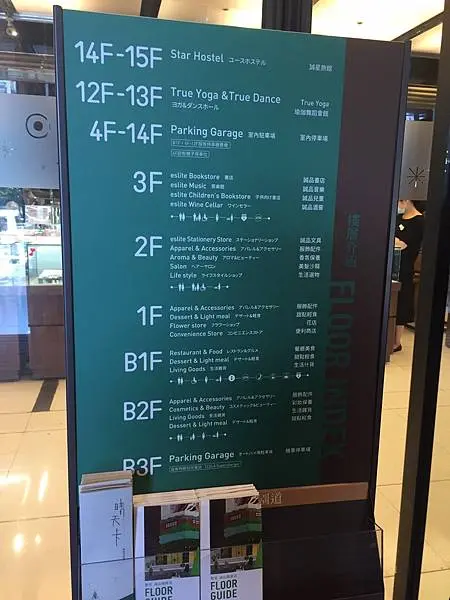 14F-15F Star Hostel ユースホステル 誠星旅館
12F-13F True Yoga & True Dance True Yoga
ヨガ&ダンスホール 瑜伽舞蹈會館
4F-14F Parking Garage 室內駐車場 室內停車場
3F eslite Bookstore 書店 誠品書店
eslite Music 音楽館 誠品音樂
eslite Children's Bookstore 子供向け書店 誠品兒童
eslite Wine Cellar ワインセラー 誠品酒窖
2F eslite Stationery Store ステーショナリーショップ 誠品文具
Apparel & Accessories アパレル&アクセサリー 服飾配件
Aroma & Beauty アロマ&ビューティー 香氛保養
Salon ヘアーサロン 美髮沙龍
Life style ライフスタイルショップ 生活選物
1F Apparel & Accessories アパレル&アクセサリー 服飾配件
Dessert & Light meal デザート&軽食 甜點輕食
Flower store フラワーショップ 花店
Convenience Store コンビニエンスストア 便利商店
B1F Restaurant & Food レストラン&グルメ 餐廳美食
Dessert & Light meal デザート&軽食 甜點輕食
Living Goods 生活雑貨 生活什貨
B2F Apparel & Accessories アパレル&アクセサリー 服飾配件
Cosmetics & Beauty コスメティック&ビューティー 彩妝保養
Living Goods 生活雑貨 生活雜貨
Dessert & Light meal デザート&軽食 甜點輕食
B3F Parking Garage 機車停車場
FLOOR INDEX
晴天卡
FLOOR
GUIDE
FLOOR
GUIDE